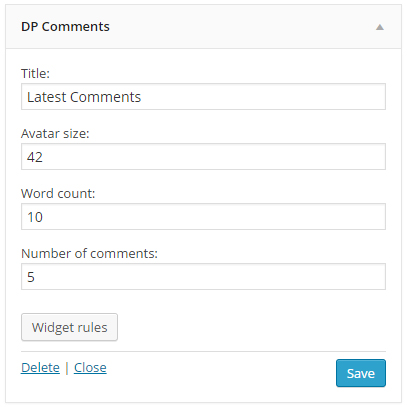 DP Comments
Title:
Latest Comments
Avatar size:
42
Word count:
10
Number of comments:
5
Widget rules
Delete | Close
Save